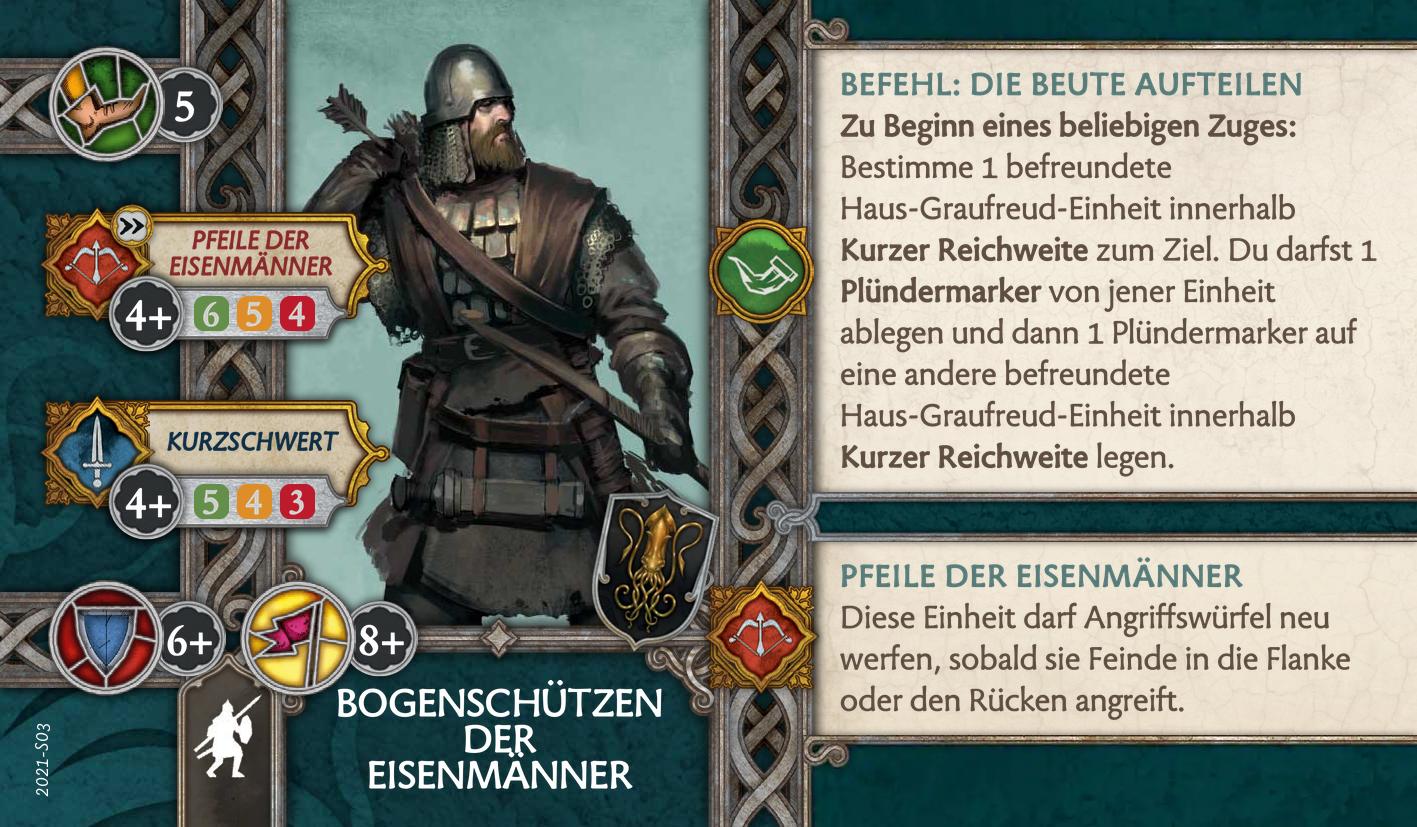 5
PFEILE DER
EISENMÄNNER
4+ 6 5 4
KURZSCHWERT
4+ 5 4 3
6+ 8+
BOGENSCHÜTZEN
DER
EISENMÄNNER
2021-S03
BEFEHL: DIE BEUTE AUFTEILEN
Zu Beginn eines beliebigen Zuges:
Bestimme 1 befreundete
Haus-Graufreud-Einheit innerhalb
Kurzer Reichweite zum Ziel. Du darfst 1
Plündermarker von jener Einheit
ablegen und dann 1 Plündermarker auf
eine andere befreundete
Haus-Graufreud-Einheit innerhalb
Kurzer Reichweite legen.
PFEILE DER EISENMÄNNER
Diese Einheit darf Angriffswürfel neu
werfen, sobald sie Feinde in die Flanke
oder den Rücken angreift.